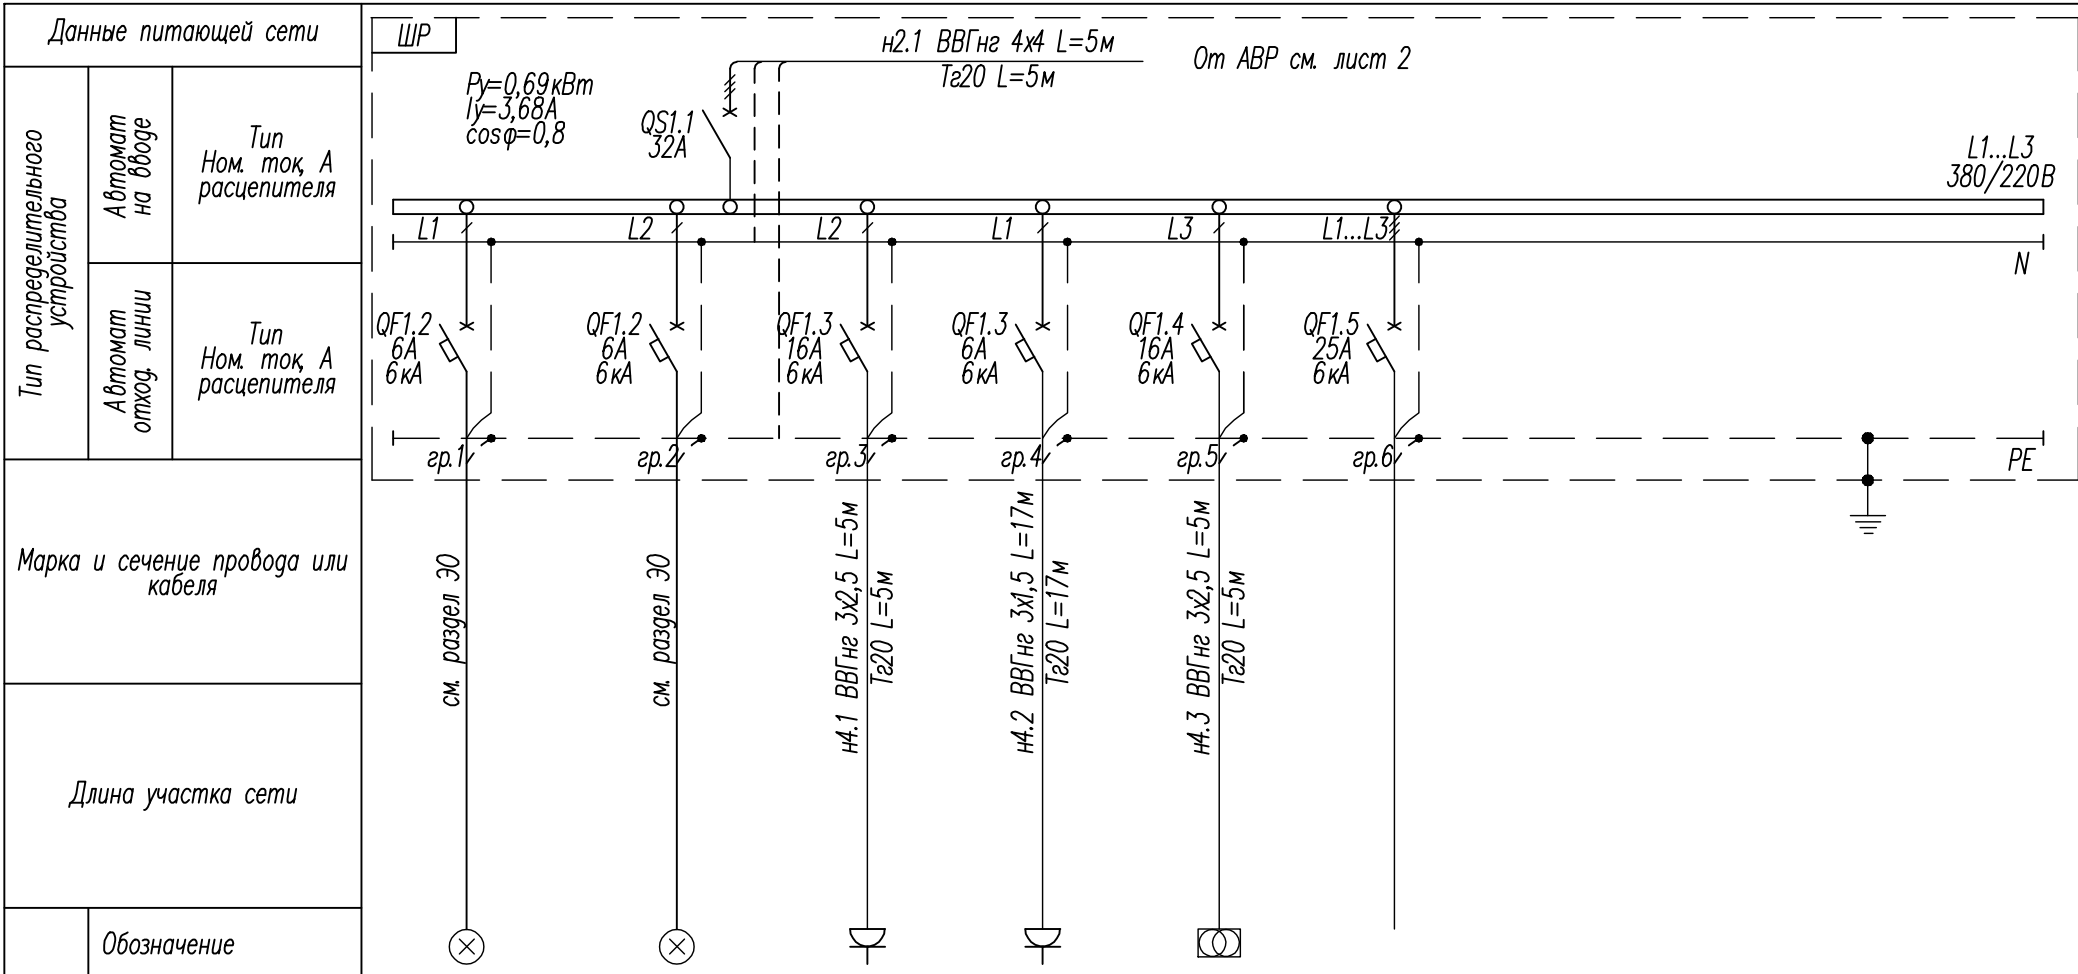 Данные питающей сети
Тип распределительного
устройства
Автомат
на вводе
Тип
Ном. ток, А
расцепителя
Автомат
отход. линии
Тип
Ном. ток, А
расцепителя
Марка и сечение провода или
кабеля
Длина участка сети
Обозначение
ШР
Ру=0,69кВт
Iу=3,68А
cosφ=0,8
QS1.1
32А
н2.1 ВВГнг 4х4 L=5м
Тг20 L=5м
От АВР см. лист 2
L1...L3
380/220В
L1
L2
L2
L1
L3
L1...L3
N
QF1.2
6А
6кА
QF1.2
6А
6кА
QF1.3
16А
6кА
QF1.3
6А
6кА
QF1.4
16А
6кА
QF1.5
25А
6кА
гр.1
гр.2
гр.3
гр.4
гр.5
гр.6
PE
см. раздел ЭО
см. раздел ЭО
н4.1 ВВГнг 3х2,5 L=5м
Тг20 L=5м
н4.2 ВВГнг 3х1,5 L=17м
Тг20 L=17м
н4.3 ВВГнг 3х2,5 L=5м
Тг20 L=5м